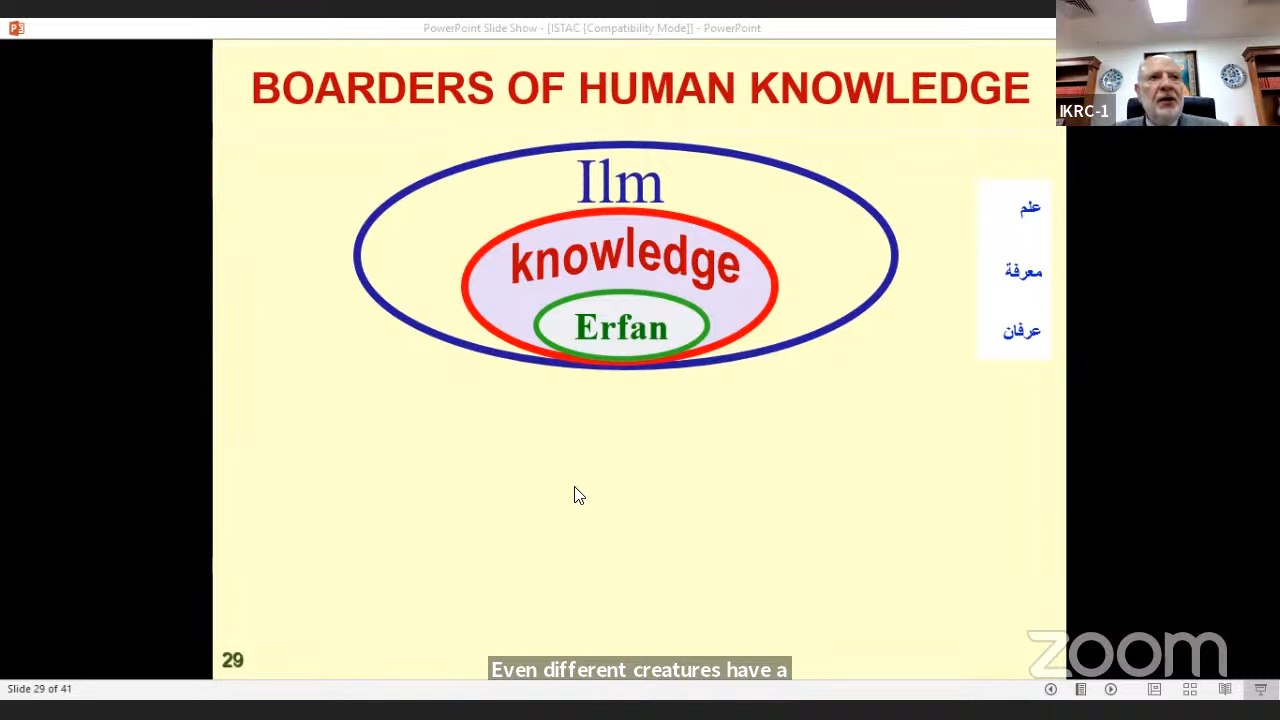 PowerPoint Slide Show - [ISTAC [Compatibility Mode]] - PowerPoint
IKRC-1
BOARDERS OF HUMAN KNOWLEDGE
Ilm
knowledge
Erfan
علم
معرفة
عرفان
29
Even different creatures have a
zoom
Slide 29 of 41